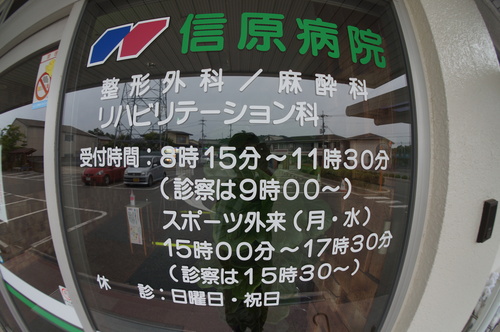 信原病院
整形外科／麻酔科
リハビリテーション科
受付時間：8時15分～11時30分
（診察は9時00～）
スポーツ外来（月・水）
15時00分～17時30分
（診察は15時30～）
休　診：日曜日・祝日